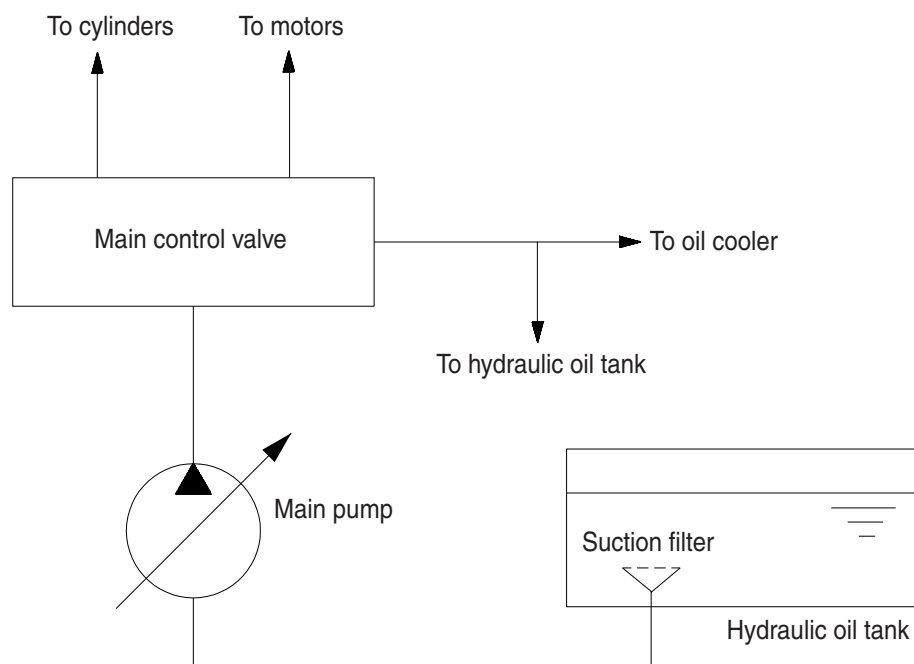 To cylinders
To motors
Main control valve
To oil cooler
To hydraulic oil tank
Main pump
Suction filter
Hydraulic oil tank